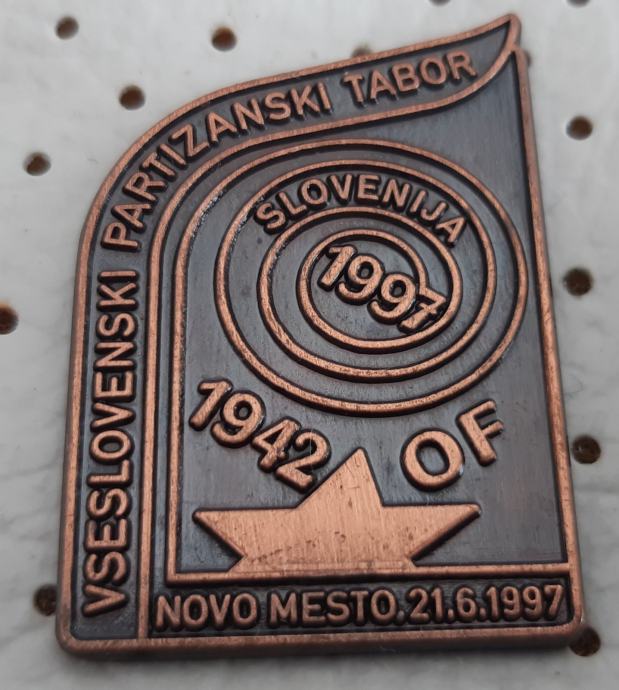 VSESLOVENSKI PARTIZANSKI TABOR
SLOVENIJA
1997
1942
OF
NOVO MESTO.21.6.1997